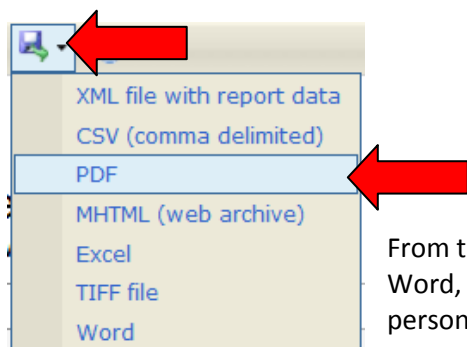 XML file with report data
CSV (comma delimited)
PDF
MHTML (web archive)
Excel
TIFF file
Word
From t
Word,
person